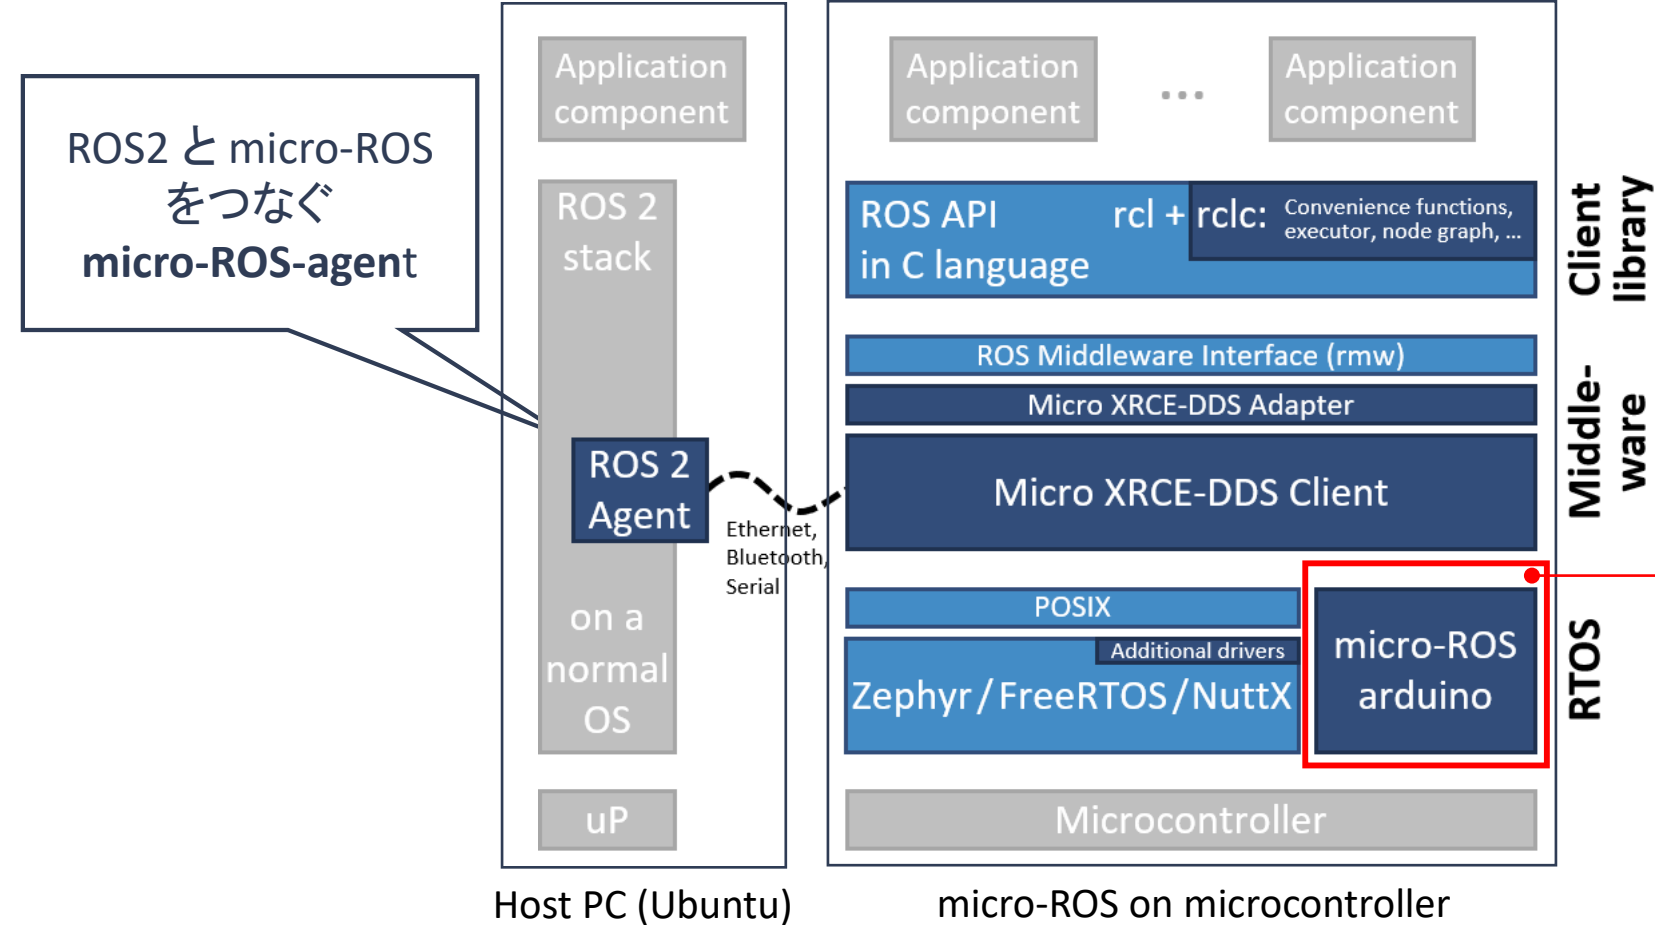 ROS2 と micro-ROS
をつなぐ
micro-ROS-agent
Application
component
ROS 2
stack
ROS 2
Agent
on a
normal
OS
uP
Ethernet,
Bluetooth,
Serial
Host PC (Ubuntu)
Application
component
...
Application
component
ROS API
in C language
rcl + rclc:
Convenience functions,
executor, node graph, ...
ROS Middleware Interface (rmw)
Micro XRCE-DDS Adapter
Micro XRCE-DDS Client
POSIX
Additional drivers
Zephyr/FreeRTOS/NuttX
micro-ROS
arduino
Microcontroller
Client
library
Middle-
ware
RTOS
micro-ROS on microcontroller